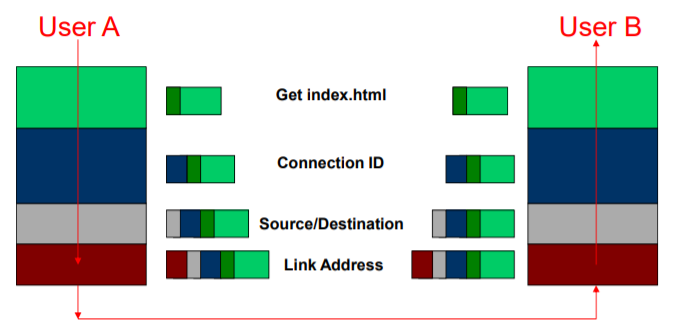 User A
User B
Get index.html
Connection ID
Source/Destination
Link Address